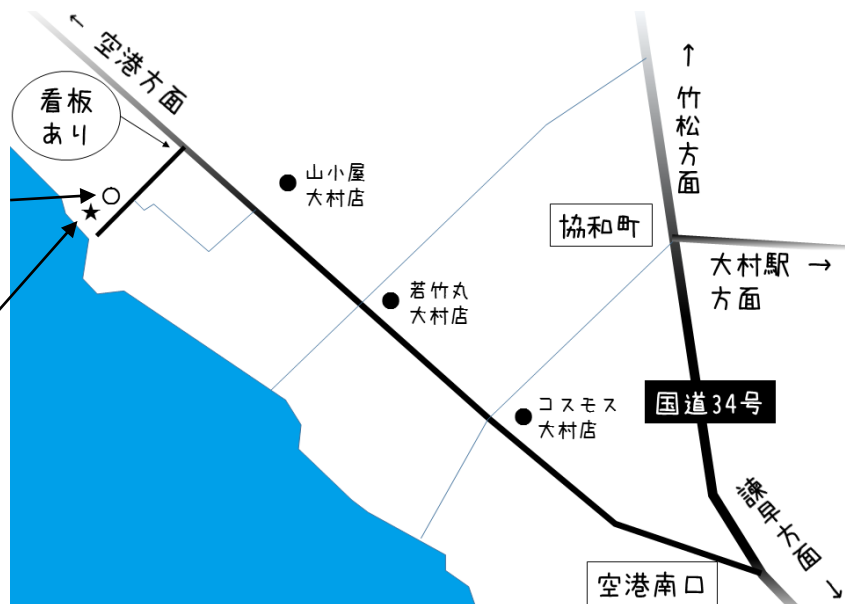 ← 空港方面
看板
あり
山小屋
大村店
↑ 竹松方面
協和町
大村駅 →
方面
若竹丸
大村店
コスモス
大村店
国道34号
諫早方面 →
空港南口